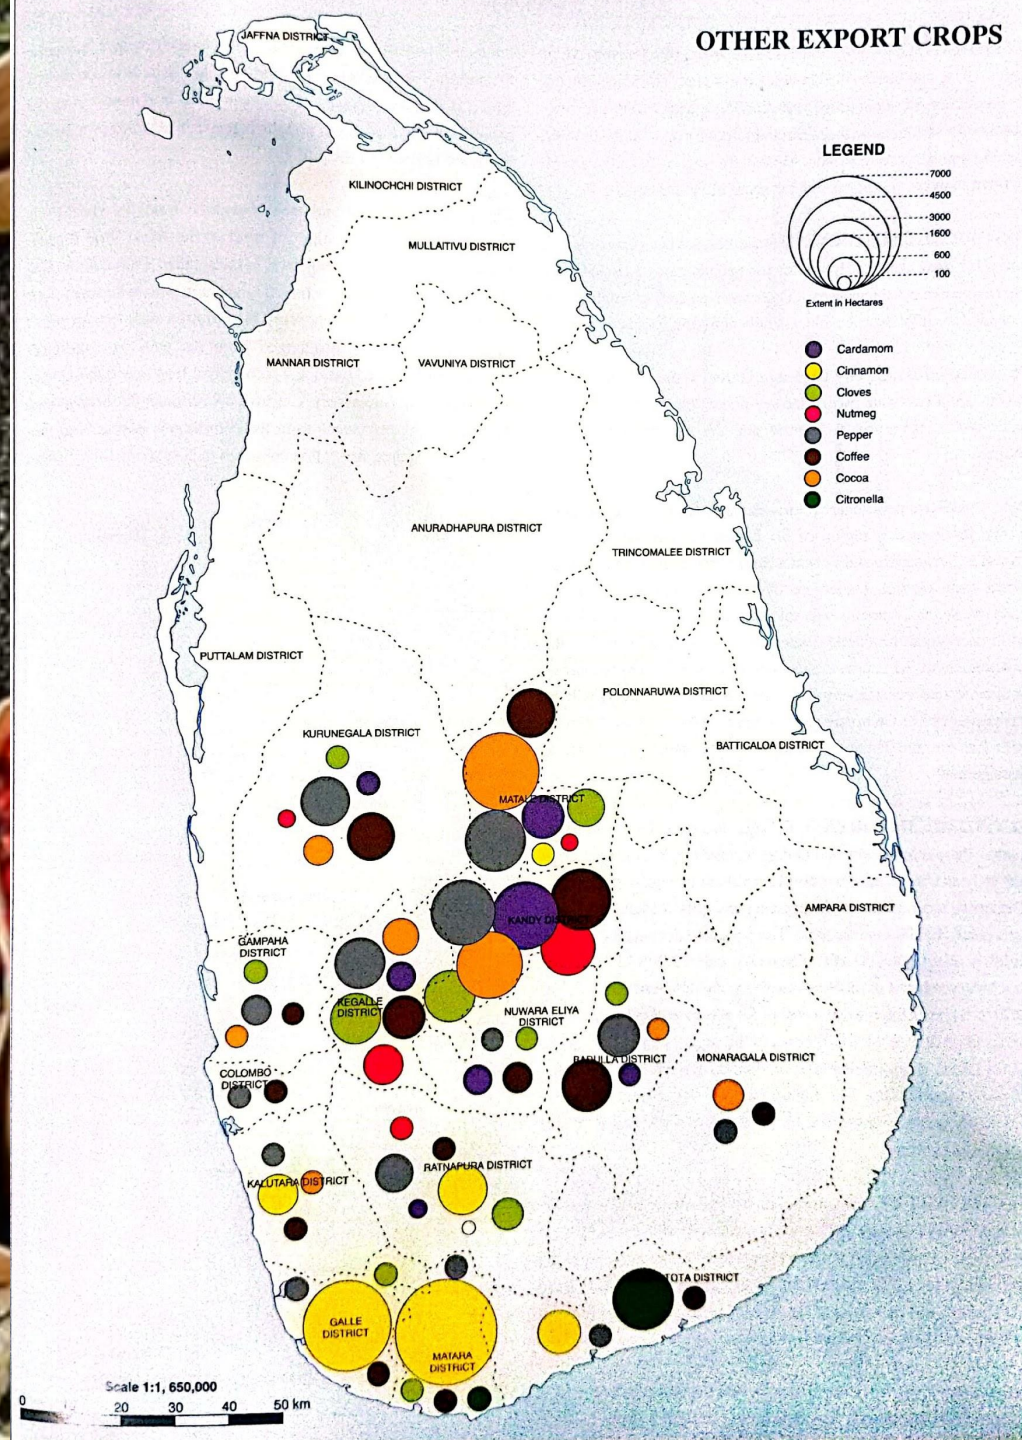 OTHER EXPORT CROPS
LEGEND
7000
4500
3000
1600
600
100
Extent in Hectares
Cardamom
Cinnamon
Cloves
Nutmeg
Pepper
Coffee
Cocoa
Citronella
JAFFNA DISTRICT
KILINOCHCHI DISTRICT
MULLAITIVU DISTRICT
MANNAR DISTRICT
VAVUNIYA DISTRICT
ANURADHAPURA DISTRICT
TRINCOMALEE DISTRICT
PUTTALAM DISTRICT
POLONNARUWA DISTRICT
KURUNEGALA DISTRICT
BATTICALOA DISTRICT
MATALE DISTRICT
AMPARA DISTRICT
KANDY DISTRICT
GAMPAHA
DISTRICT
KEGALLE
DISTRICT
NUWARA ELIYA
DISTRICT
BADULLA DISTRICT
MONARAGALA DISTRICT
COLOMBO
DISTRICT
RATNAPURA DISTRICT
KALUTARA DISTRICT
TOTA DISTRICT
GALLE
DISTRICT
MATARA
DISTRICT
Scale 1:1, 650,000
0 20 30 40 50 km